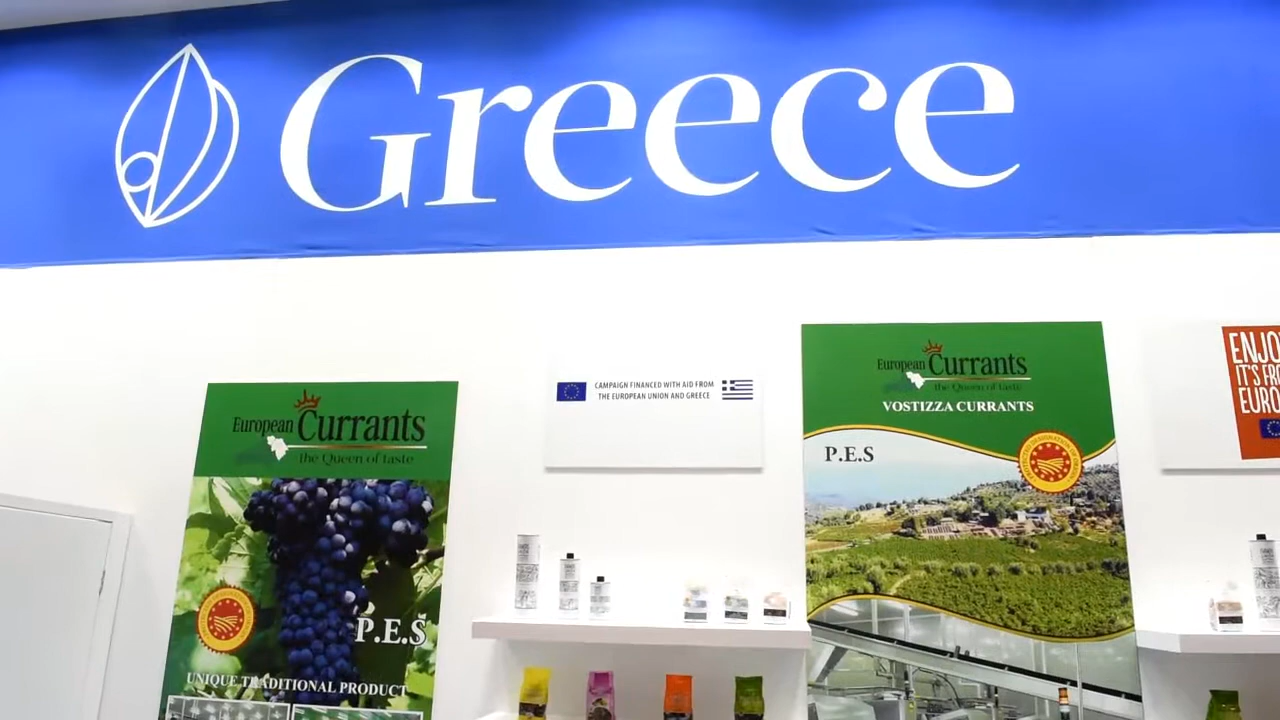 Greece
European Currants
the Queen of taste
P.E.S
UNIQUE TRADITIONAL PRODUCT
CAMPAIGN FINANCED WITH AID FROM
THE EUROPEAN UNION AND GREECE
European Currants
the Queen of taste
VOSTIZZA CURRANTS
P.E.S
ENJO
IT'S FRO
EURO